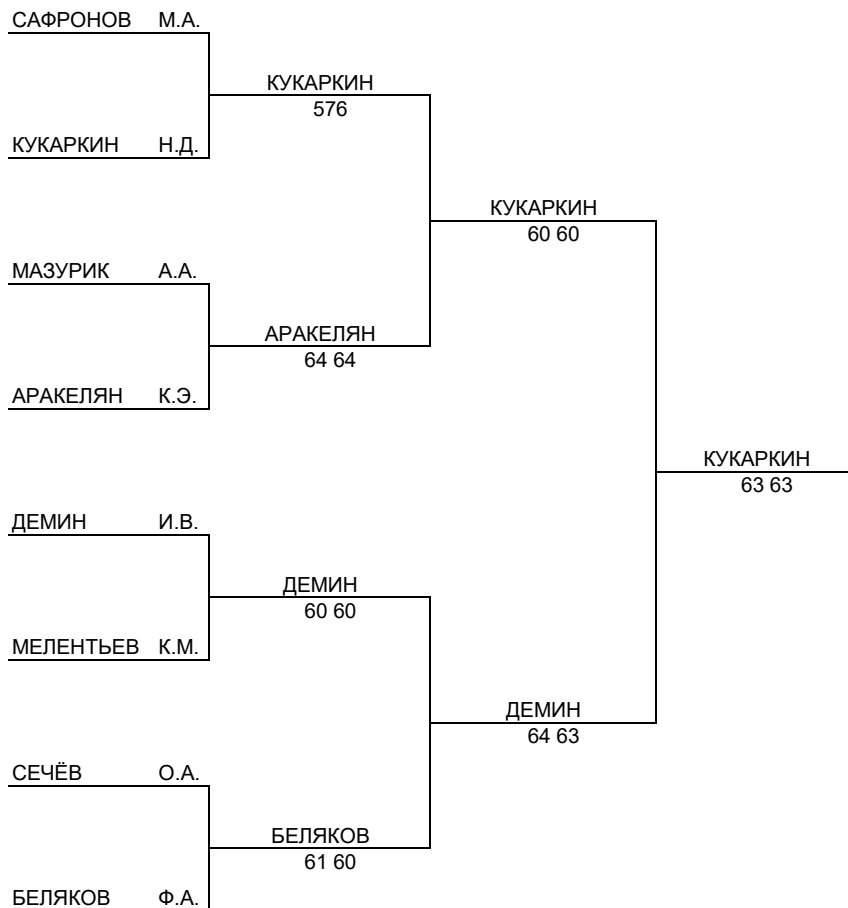 САФРОНОВ М.А.
КУКАРКИН
576
КУКАРКИН Н.Д.
КУКАРКИН
60 60
МАЗУРИК А.А.
АРАКЕЛЯН
64 64
АРАКЕЛЯН К.Э.
КУКАРКИН
63 63
ДЕМИН И.В.
ДЕМИН
60 60
МЕЛЕНТЬЕВ К.М.
ДЕМИН
64 63
СЕЧЁВ О.А.
БЕЛЯКОВ
61 60
БЕЛЯКОВ Ф.А.